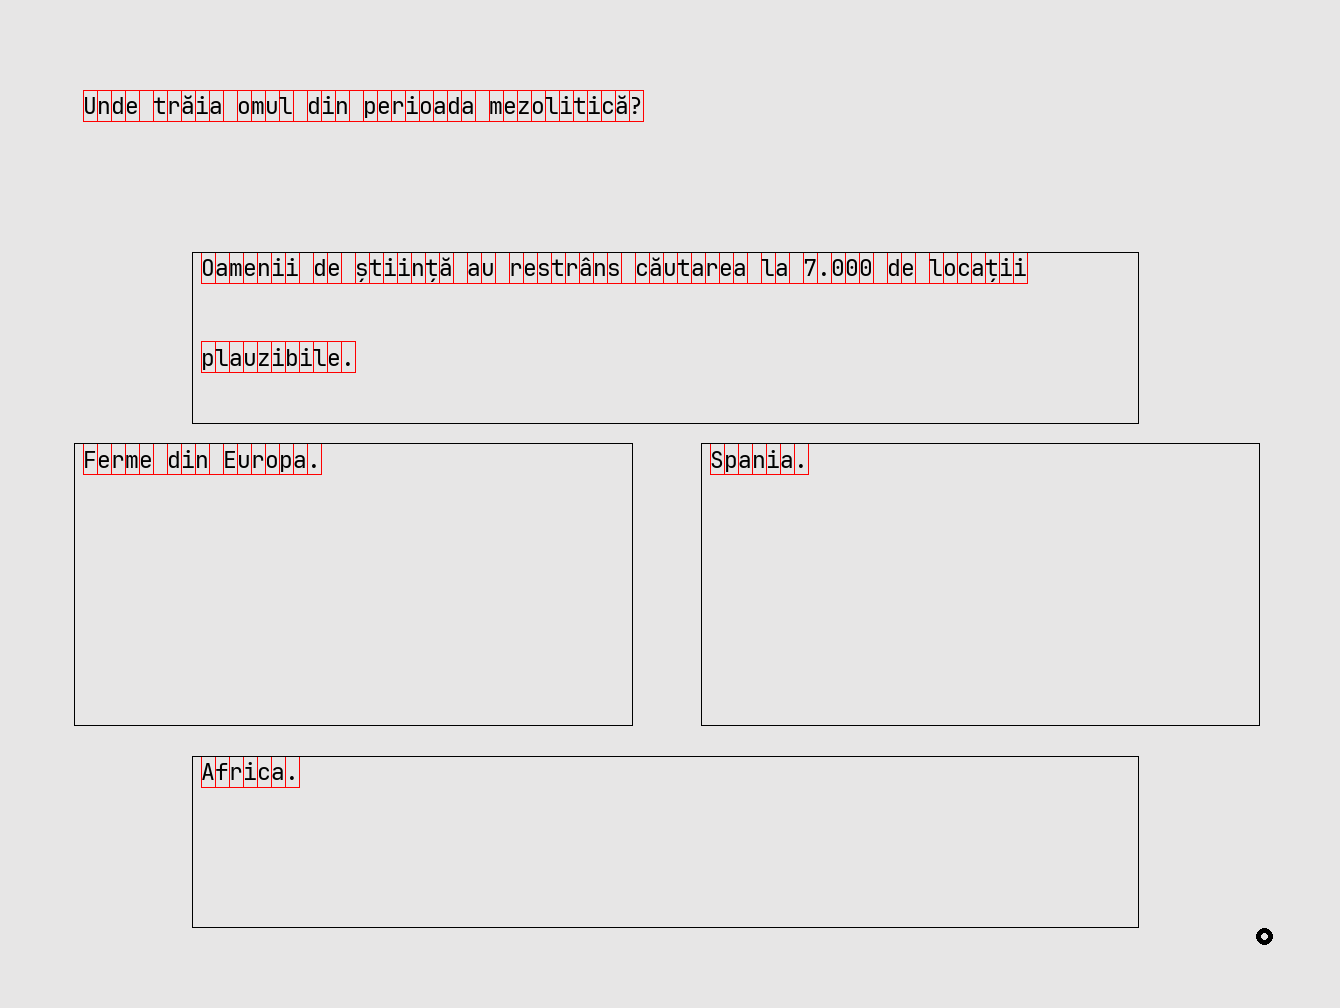 Unde trăia omul din perioada mezolitică?
Oamenii de știință au restrâns căutarea la 7.000 de locații
plauzibile.
Ferme din Europa.
Spania.
Africa.